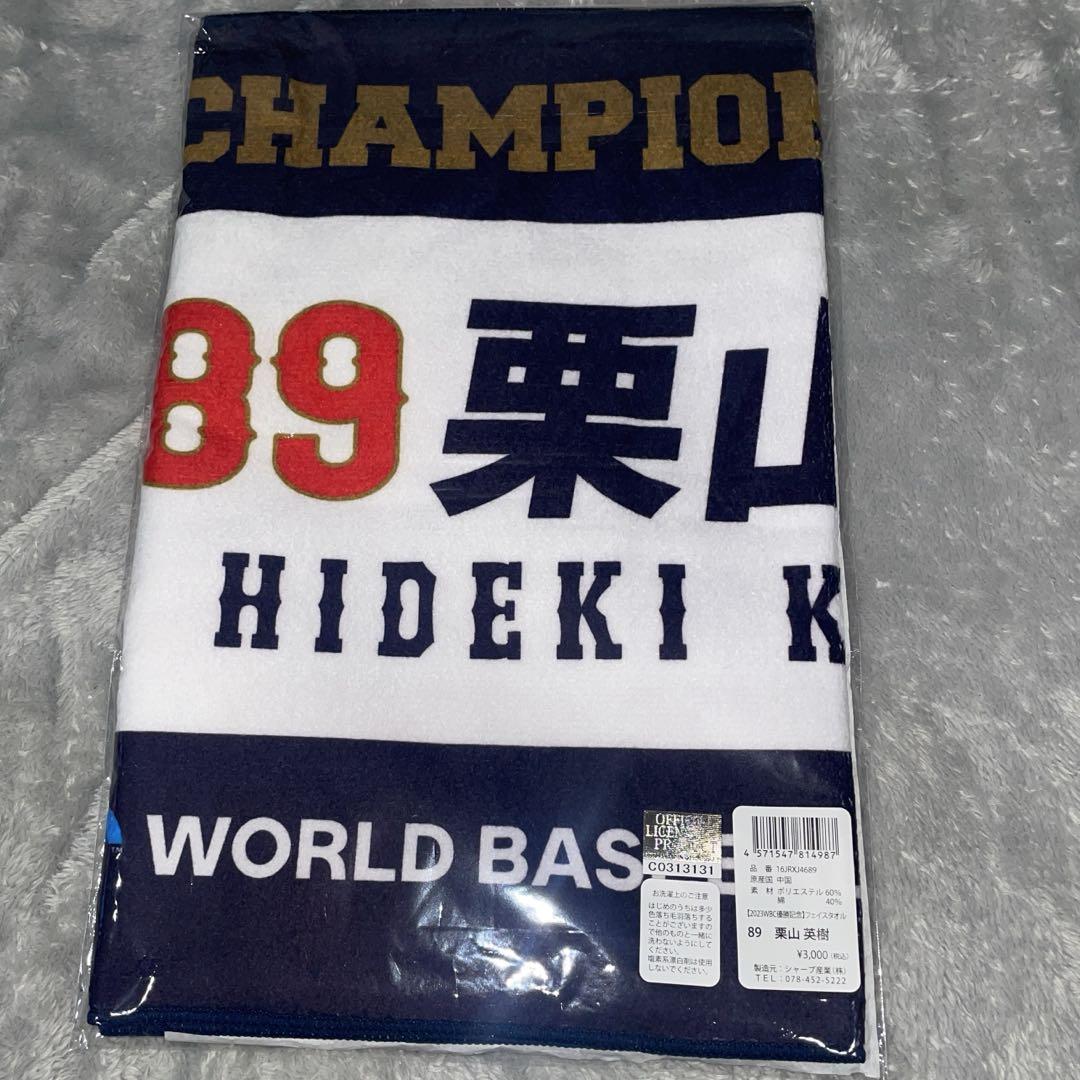 CHAMPION
89 栗山
HIDEKI K
WORLD BAS
TM
C0313131
お洗濯上のご注意
はじめのうちは多少
色落ち毛羽落ちする
ことがございますの
で他のものと一緒に
洗わないようにして
ください。
塩素系漂白剤は使用
しないでください。
4 571547 814987
品 番 16JRXJ4689
原産国 中国
素 材 ポリエステル 60%
綿 40%
【2023WBC優勝記念】フェイスタオル
89 栗山 英樹
¥3,000(税込)
製造元:シャープ産業(株)
TEL:078-452-5222